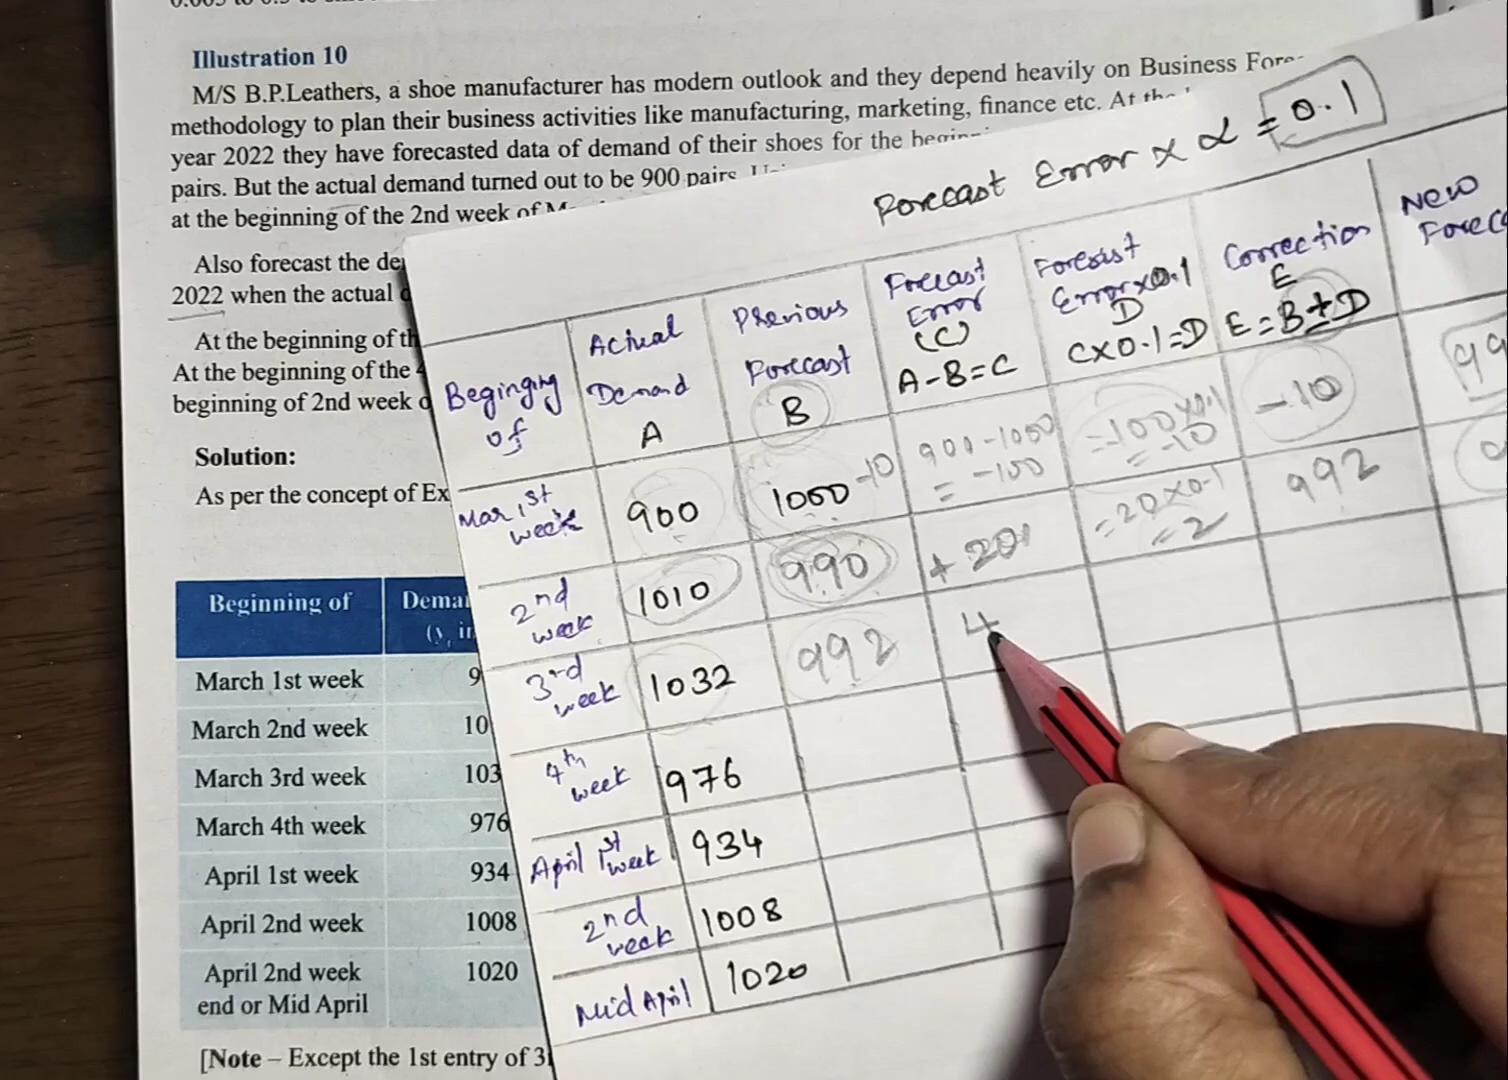 Illustration 10
M/S B.P.Leathers, a shoe manufacturer has modern outlook and they depend heavily on Business
methodology to plan their business activities like manufacturing, marketing, finance etc. At
year 2022 they have forecasted data of demand of their shoes for the
pairs. But the actual demand turned out to be 900 pairs.
at the beginning of the 2nd week of
Also forecast the
2022 when the actual
At the beginning of
At the beginning of the
beginning of 2nd week
Solution:
As per the concept of
Beginning of
March 1st week
March 2nd week
March 3rd week
March 4th week 976
April 1st week 934
April 2nd week 1008
April 2nd week 1020
end or Mid April
[Note – Except the 1st entry of
Forecast Error x α = 0.1
Begining
of
Actual
Demand
A
Previous
Forecast
B
Forecast
Error
(C)
A-B=C
Error x 0.1
D
C x 0.1 = D
Correction
E
E = B + D
New
Mar 1st
week
900
1000 -10
900-1000
= -100
= -100 x 0.1
= -10
-10
2nd
week
1010
990
+ 20
= 20 x 0.1
= 2
992
3rd
week
1032
992
4
4th
week
976
April 1st
week
934
2nd
week
1008
Mid April
1020